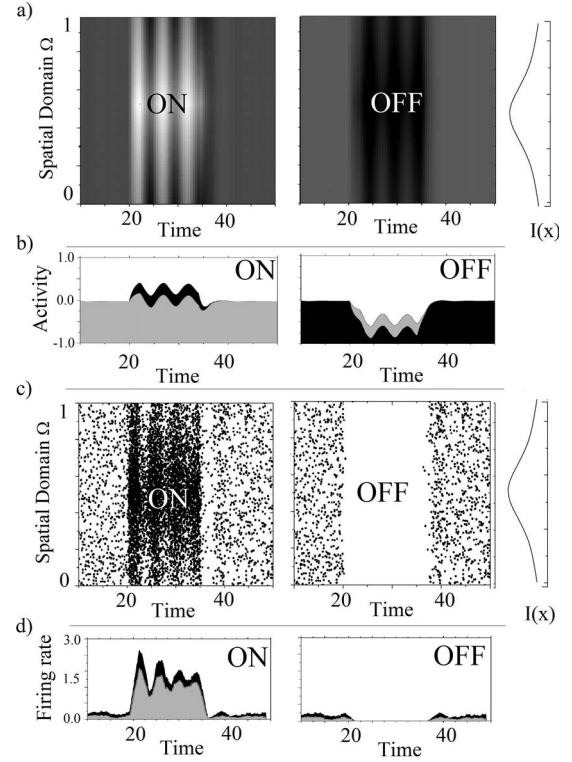 a)
Spatial Domain Ω
1
0
ON
20
40
Time
OFF
20
40
Time
I(x)
b)
Activity
1.0
0.0
-1.0
ON
20
40
Time
OFF
20
40
Time
c)
Spatial Domain Ω
1
0
ON
20
40
Time
OFF
20
40
Time
I(x)
d)
Firing rate
3.0
1.5
0.0
ON
20
40
Time
OFF
20
40
Time